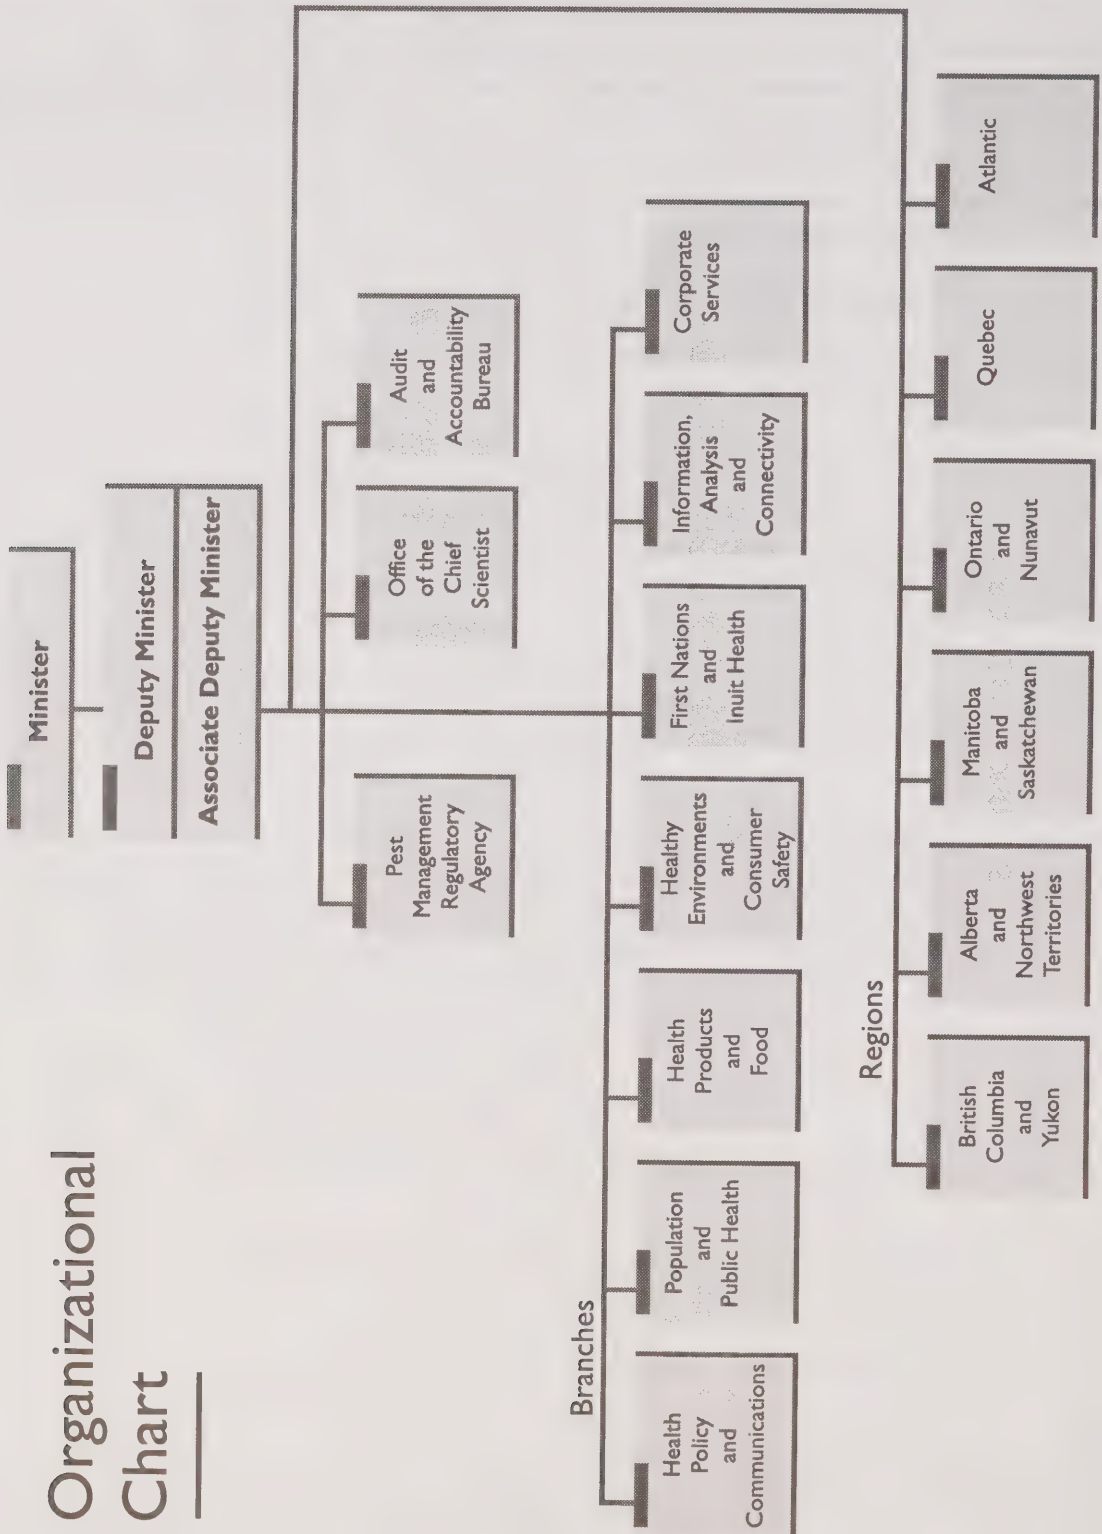 Organizational
Chart
Minister
Deputy Minister
Associate Deputy Minister
Pest
Management
Regulatory
Agency
Office
of the
Chief
Scientist
Audit
and
Accountability
Bureau
Branches
Health
Policy
and
Communications
Population
and
Public Health
Health
Products
and
Food
Healthy
Environments
and
Consumer
Safety
First Nations
and
Inuit Health
Information,
Analysis
and
Connectivity
Corporate
Services
Regions
British
Columbia
and
Yukon
Alberta
and
Northwest
Territories
Manitoba
and
Saskatchewan
Ontario
and
Nunavut
Quebec
Atlantic